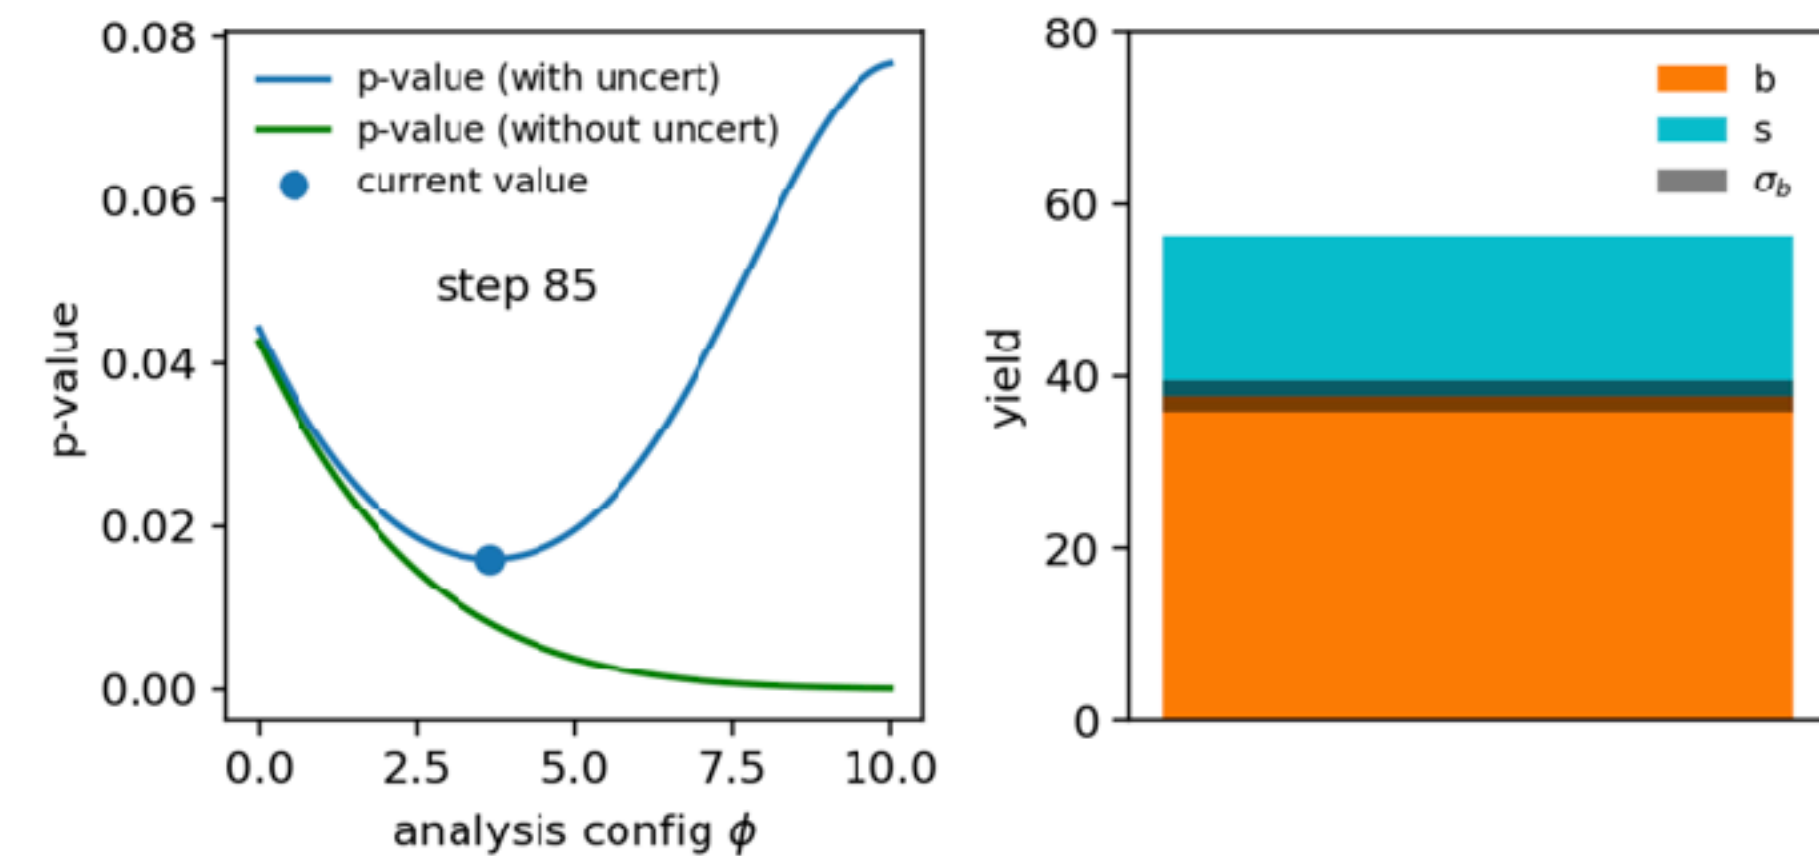 0.08
0.06
0.04
0.02
0.00
p-value
p-value (with uncert)
p-value (without uncert)
current value
step 85
0.0 2.5 5.0 7.5 10.0
analysis config ϕ
80
60
40
20
0
yield
b
s
σ_b